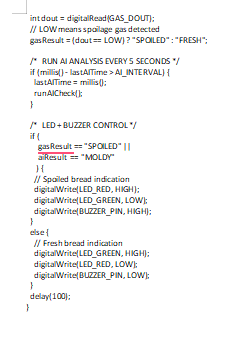 int dout = digitalRead(GAS_DOUT);
// LOW means spoilage gas detected
gasResult = (dout == LOW) ? "SPOILED" : "FRESH";
/* RUN AI ANALYSIS EVERY 5 SECONDS */
if (millis() - lastAITime > AI_INTERVAL) {
lastAITime = millis();
runAICheck();
}
/* LED + BUZZER CONTROL */
if (
gasResult == "SPOILED" ||
aiResult == "MOLDY"
) {
// Spoiled bread indication
digitalWrite(LED_RED, HIGH);
digitalWrite(LED_GREEN, LOW);
digitalWrite(BUZZER_PIN, HIGH);
}
else {
// Fresh bread indication
digitalWrite(LED_GREEN, HIGH);
digitalWrite(LED_RED, LOW);
digitalWrite(BUZZER_PIN, LOW);
}
delay(100);
}